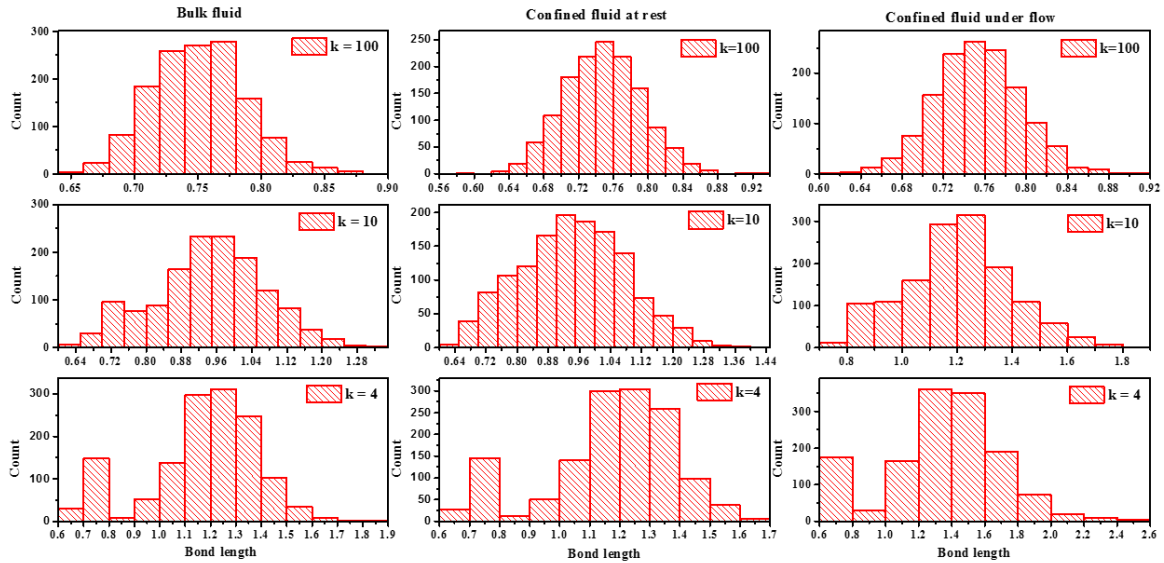 Bulk fluid
Confined fluid at rest
Confined fluid under flow
Count
300
200
100
0
k = 100
0.65 0.70 0.75 0.80 0.85 0.90
Count
250
200
150
100
50
0
k=100
0.56 0.60 0.64 0.68 0.72 0.76 0.80 0.84 0.88 0.92
Count
200
100
0
k=100
0.60 0.64 0.68 0.72 0.76 0.80 0.84 0.88 0.92
Count
300
200
100
0
k = 10
0.64 0.72 0.80 0.88 0.96 1.04 1.12 1.20 1.28
Count
200
150
100
50
0
k=10
0.64 0.72 0.80 0.88 0.96 1.04 1.12 1.20 1.28 1.36 1.44
Count
300
200
100
0
k=10
0.8 1.0 1.2 1.4 1.6 1.8
Count
300
200
100
0
k = 4
0.6 0.7 0.8 0.9 1.0 1.1 1.2 1.3 1.4 1.5 1.6 1.7 1.8 1.9
Bond length
Count
300
250
200
150
100
50
0
k=4
0.6 0.7 0.8 0.9 1.0 1.1 1.2 1.3 1.4 1.5 1.6 1.7
Bond length
Count
300
200
100
0
k = 4
0.6 0.8 1.0 1.2 1.4 1.6 1.8 2.0 2.2 2.4 2.6
Bond length